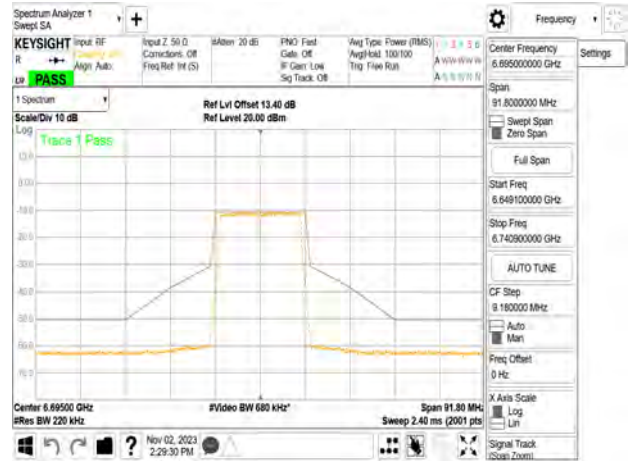 Spectrum Analyzer 1
Swept SA
+
Frequency
KEYSIGHT
Input: RF
Align: Auto
Input Z: 50 Ω
Corrections: Off
Freq Ref: Int (S)
#Atten: 20 dB
PNO: Fast
Gate: Off
IF Gain: Low
Sig Track: Off
Avg Type: Power (RMS)
Avg|Hold: 100/100
Trig: Free Run
PASS
Center Frequency
6.695000000 GHz
Settings
Span
91.8000000 MHz
Swept Span
Zero Span
Full Span
Start Freq
6.649100000 GHz
Stop Freq
6.740900000 GHz
AUTO TUNE
CF Step
9.180000 MHz
Auto
Man
Freq Offset
0 Hz
X Axis Scale
Log
Lin
Signal Track
(Span Zoom)
1 Spectrum
Scale/Div 10 dB
Ref Lvl Offset 13.40 dB
Ref Level 20.00 dBm
Log
Trace 1 Pass
Center 6.69500 GHz
#Res BW 220 kHz
#Video BW 680 kHz*
Span 91.80 MHz
Sweep 2.40 ms (2001 pts)
?
Nov 02, 2023
2:29:30 PM